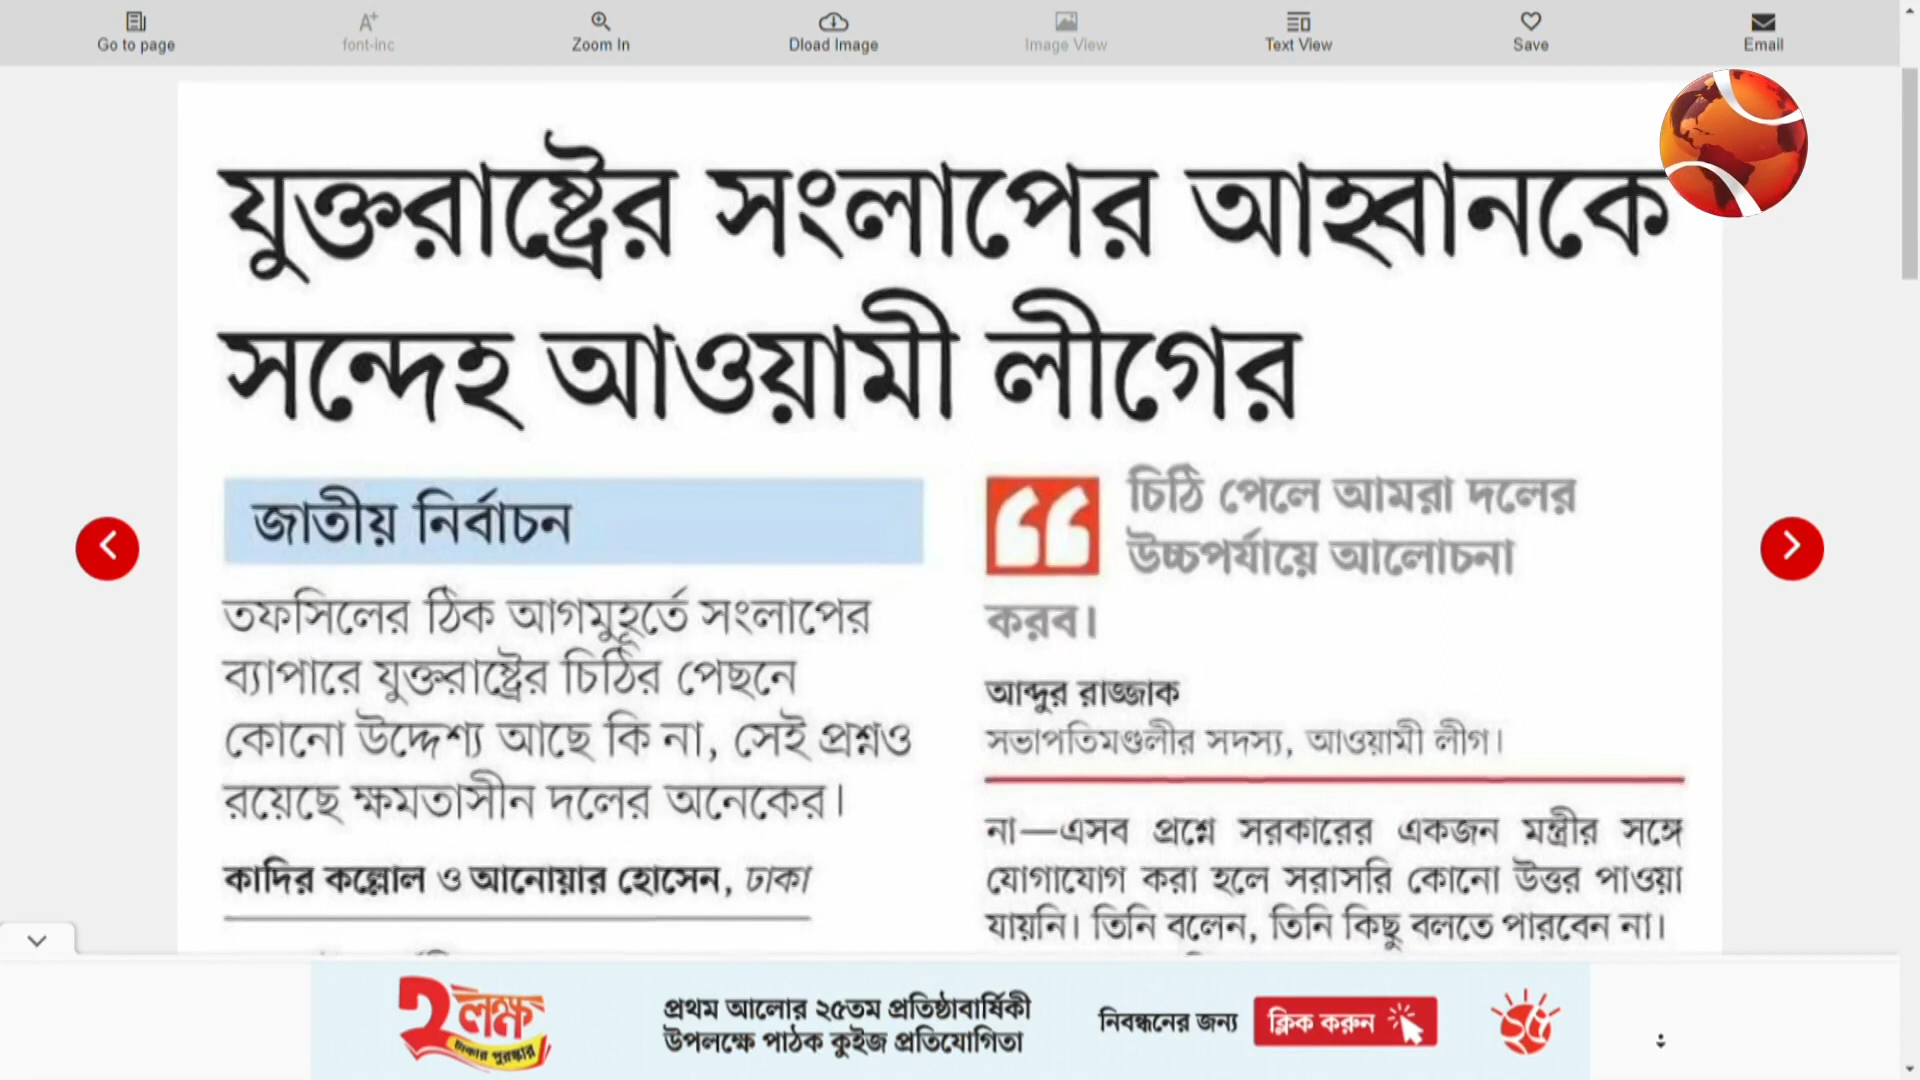 Go to page
font-inc
Zoom In
Dload Image
Image View
Text View
Save
Email
যুক্তরাষ্ট্রের সংলাপের আহ্বানকে
সন্দেহ আওয়ামী লীগের
জাতীয় নির্বাচন
তফসিলের ঠিক আগমুহূর্তে সংলাপের
ব্যাপারে যুক্তরাষ্ট্রের চিঠির পেছনে
কোনো উদ্দেশ্য আছে কি না, সেই প্রশ্নও
রয়েছে ক্ষমতাসীন দলের অনেকের।
কাদির কল্লোল ও আনোয়ার হোসেন, ঢাকা
চিঠি পেলে আমরা দলের
উচ্চপর্যায়ে আলোচনা
করব।
আব্দুর রাজ্জাক
সভাপতিমণ্ডলীর সদস্য, আওয়ামী লীগ।
না—এসব প্রশ্নে সরকারের একজন মন্ত্রীর সঙ্গে
যোগাযোগ করা হলে সরাসরি কোনো উত্তর পাওয়া
যায়নি। তিনি বলেন, তিনি কিছু বলতে পারবেন না।
২ লক্ষ
টাকার পুরস্কার
প্রথম আলোর ২৫তম প্রতিষ্ঠাবার্ষিকী
উপলক্ষে পাঠক কুইজ প্রতিযোগিতা
নিবন্ধনের জন্য
ক্লিক করুন
২৫